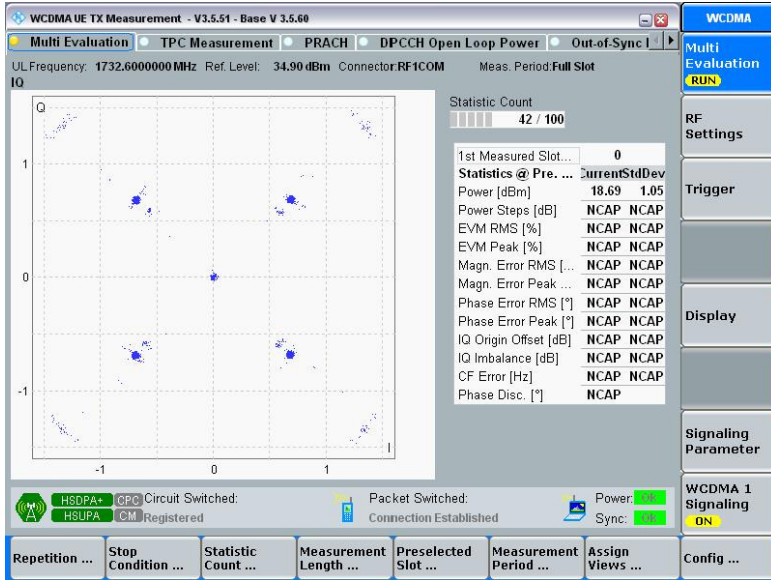 WCDMA UE TX Measurement - V3.5.51 - Base V 3.5.60
WCDMA
Multi Evaluation TPC Measurement PRACH DPCCH Open Loop Power Out-of-Sync
UL Frequency: 1732.6000000 MHz Ref. Level: 34.90 dBm Connector:RF1COM Meas. Period:Full Slot
IQ
Q
1
0
-1
-1 0 1
I
Statistic Count
42 / 100
1st Measured Slot... 0
Statistics @ Pre. ... CurrentStdDev
Power [dBm] 18.69 1.05
Power Steps [dB] NCAP NCAP
EVM RMS [%] NCAP NCAP
EVM Peak [%] NCAP NCAP
Magn. Error RMS [... NCAP NCAP
Magn. Error Peak ... NCAP NCAP
Phase Error RMS [°] NCAP NCAP
Phase Error Peak [°] NCAP NCAP
IQ Origin Offset [dB] NCAP NCAP
IQ Imbalance [dB] NCAP NCAP
CF Error [Hz] NCAP NCAP
Phase Disc. [°] NCAP
Multi
Evaluation
RUN
RF
Settings
Trigger
Display
Signaling
Parameter
WCDMA 1
Signaling
ON
HSDPA+ CPC Circuit Switched: Packet Switched: Power: Ok
HSUPA CM Registered Connection Established Sync: Ok
Repetition ...
Stop
Condition ...
Statistic
Count ...
Measurement
Length ...
Preselected
Slot ...
Measurement
Period ...
Assign
Views ...
Config ...